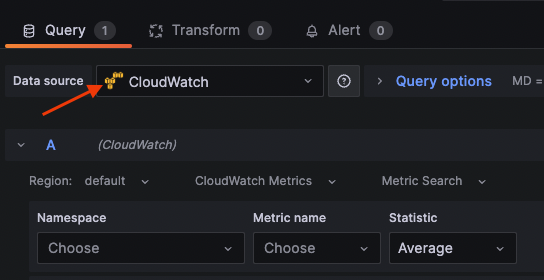 Query 1 Transform 0 Alert 0
Data source CloudWatch Query options MD =
A (CloudWatch)
Region: default CloudWatch Metrics Metric Search
Namespace Metric name Statistic
Choose Choose Average